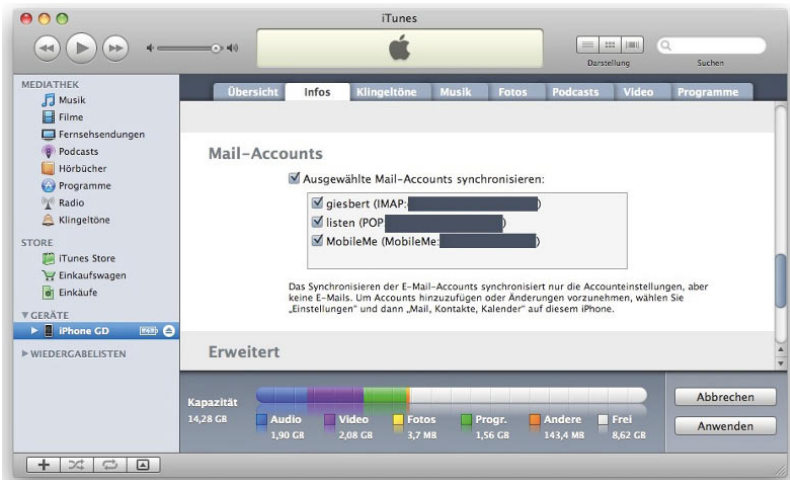 iTunes
Darstellung
Suchen
MEDIATHEK
Musik
Filme
Fernsehsendungen
Podcasts
Hörbücher
Programme
Radio
Klingeltöne
STORE
iTunes Store
Einkaufswagen
Einkäufe
GERÄTE
iPhone GD
WIEDERGABELISTEN
Übersicht Infos Klingeltöne Musik Fotos Podcasts Video Programme
Mail-Accounts
Ausgewählte Mail-Accounts synchronisieren:
giesbert (IMAP: )
listen (POP: )
MobileMe (MobileMe: )
Das Synchronisieren der E-Mail-Accounts synchronisiert nur die Accounteinstellungen, aber
keine E-Mails. Um Accounts hinzuzufügen oder Änderungen vorzunehmen, wählen Sie
„Einstellungen" und dann „Mail, Kontakte, Kalender" auf diesem iPhone.
Erweitert
Kapazität
14,28 GB
Audio Video Fotos Progr. Andere Frei
1,90 GB 2,08 GB 3,7 MB 1,56 GB 143,4 MB 8,62 GB
Abbrechen
Anwenden